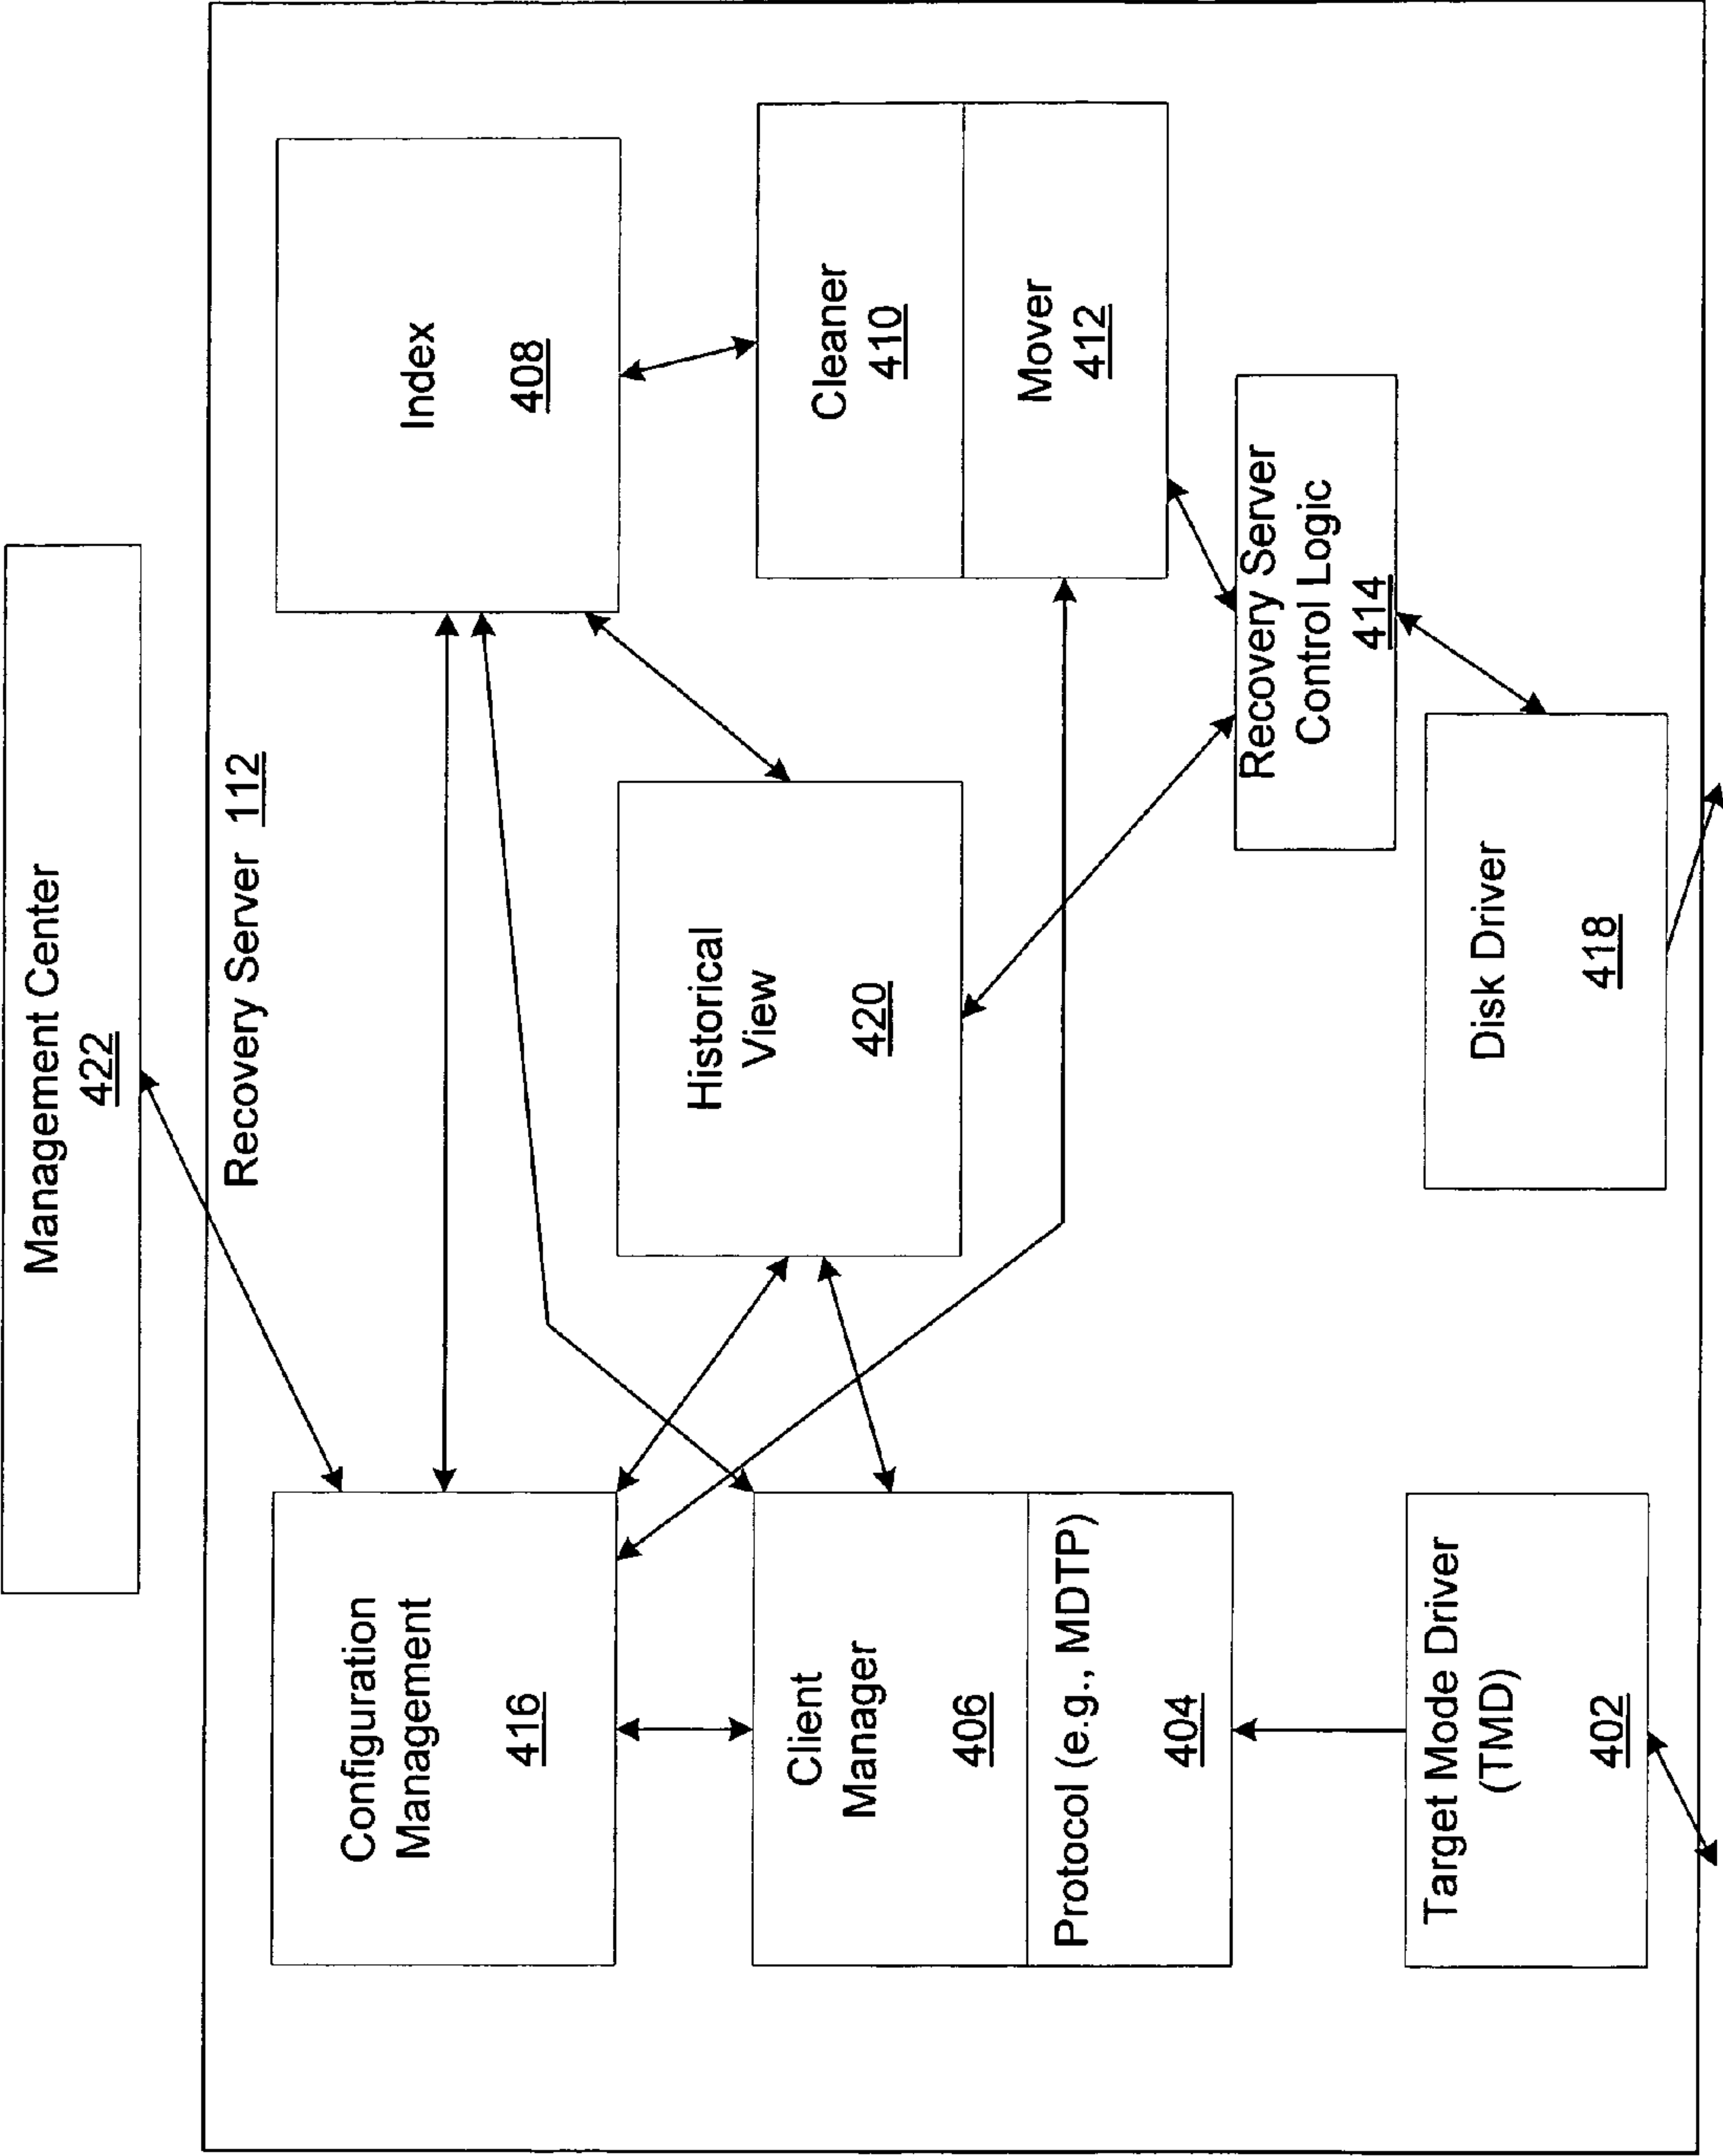 Management Center
422
Recovery Server 112
Configuration
Management
416
Index
408
Historical
View
420
Client
Manager
406
Protocol (e.g., MDTP)
404
Cleaner
410
Mover
412
Recovery Server
Control Logic
414
Target Mode Driver
(TMD)
402
Disk Driver
418